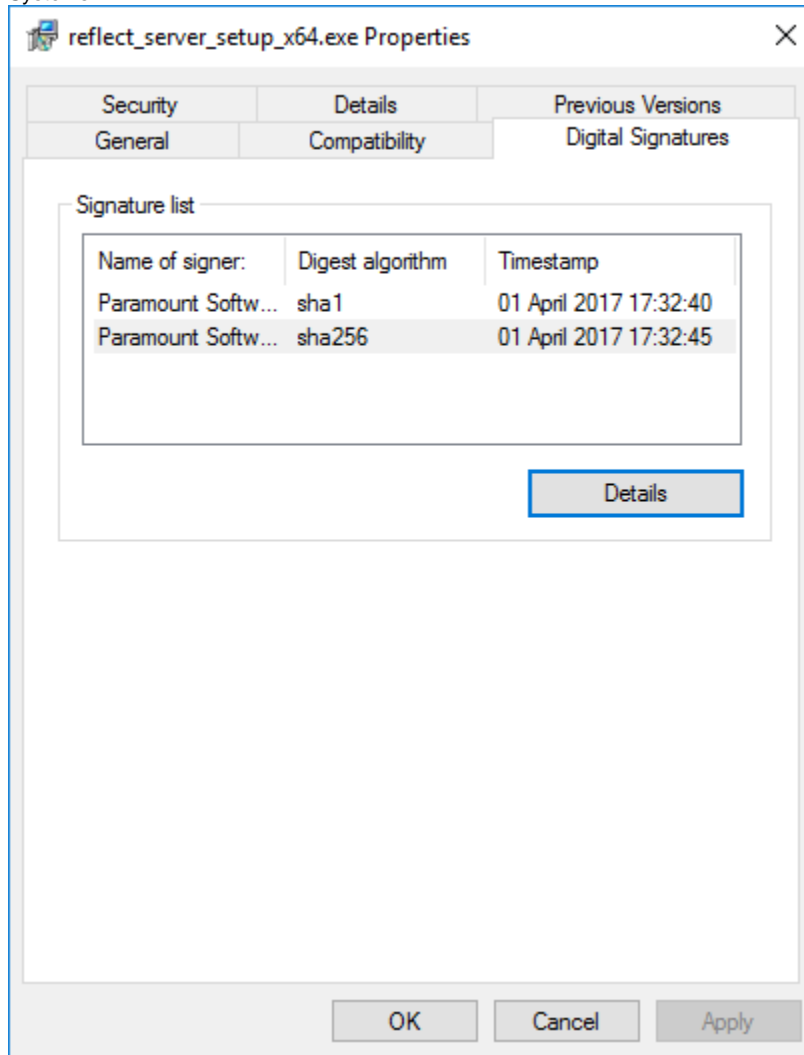 reflect_server_setup_x64.exe Properties
Security Details Previous Versions
General Compatibility Digital Signatures
Signature list
Name of signer: Digest algorithm Timestamp
Paramount Softw... sha1 01 April 2017 17:32:40
Paramount Softw... sha256 01 April 2017 17:32:45
Details
OK Cancel Apply